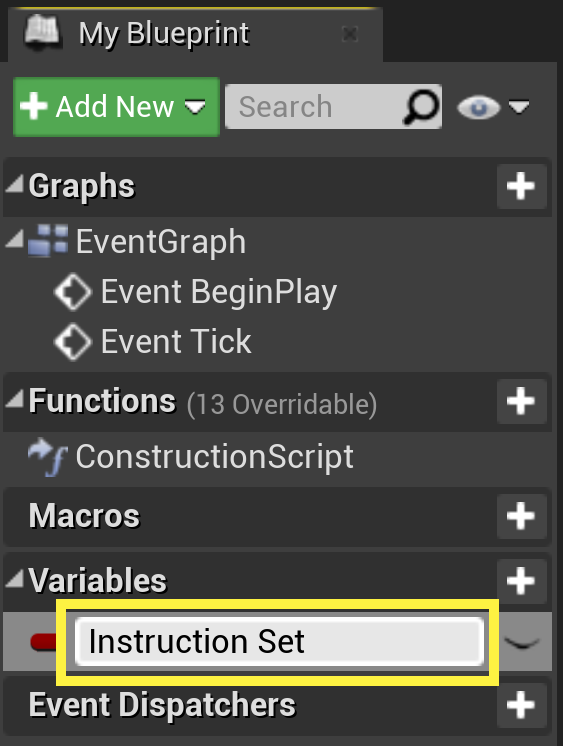 My Blueprint
Add New
Search
Graphs
EventGraph
Event BeginPlay
Event Tick
Functions (13 Overridable)
ConstructionScript
Macros
Variables
Instruction Set
Event Dispatchers